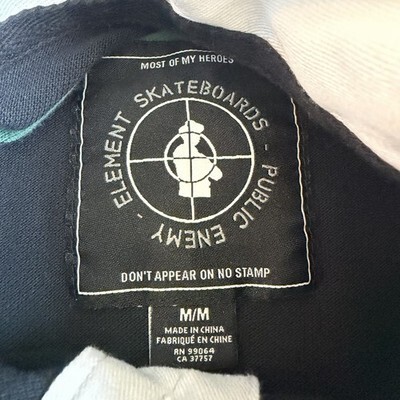 MOST OF MY HEROES
ELEMENT SKATEBOARDS - PUBLIC ENEMY -
DON'T APPEAR ON NO STAMP
M/M
MADE IN CHINA
FABRIQUÉ EN CHINE
RN 99064
CA 37757